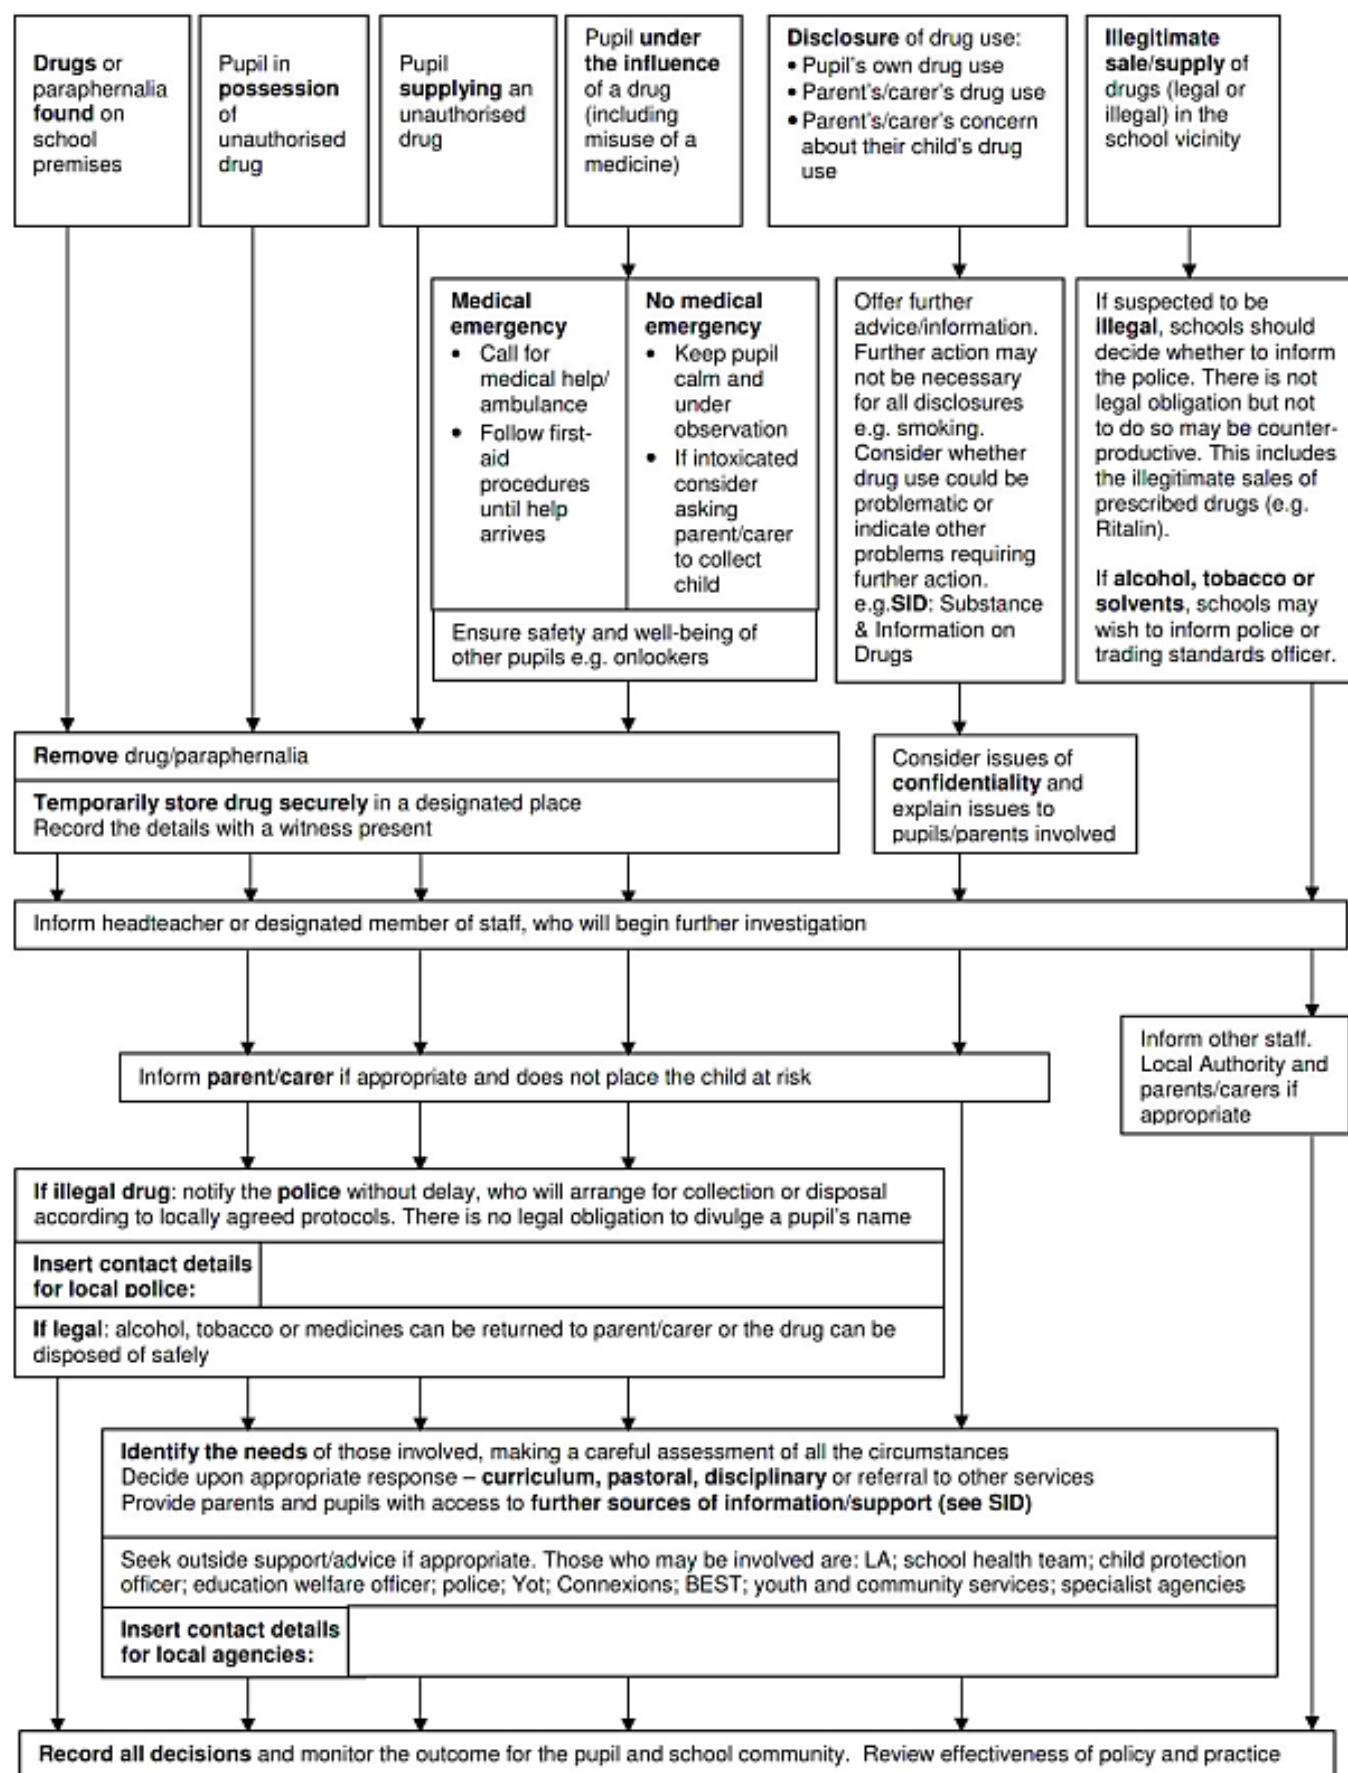 Drugs or
paraphernalia
found on
school
premises
Pupil in
possession
of
unauthorised
drug
Pupil
supplying an
unauthorised
drug
Pupil under
the influence
of a drug
(including
misuse of a
medicine)
Disclosure of drug use:
• Pupil's own drug use
• Parent's/carer's drug use
• Parent's/carer's concern
about their child's drug
use
Illegitimate
sale/supply of
drugs (legal or
illegal) in the
school vicinity
Medical
emergency
• Call for
medical help/
ambulance
• Follow first-
aid
procedures
until help
arrives
No medical
emergency
• Keep pupil
calm and
under
observation
• If intoxicated
consider
asking
parent/carer
to collect
child
Ensure safety and well-being of
other pupils e.g. onlookers
Offer further
advice/information.
Further action may
not be necessary
for all disclosures
e.g. smoking.
Consider whether
drug use could be
problematic or
indicate other
problems requiring
further action.
e.g.SID: Substance
& Information on
Drugs
If suspected to be
illegal, schools should
decide whether to inform
the police. There is not
legal obligation but not
to do so may be counter-
productive. This includes
the illegitimate sales of
prescribed drugs (e.g.
Ritalin).
If alcohol, tobacco or
solvents, schools may
wish to inform police or
trading standards officer.
Remove drug/paraphernalia
Temporarily store drug securely in a designated place
Record the details with a witness present
Consider issues of
confidentiality and
explain issues to
pupils/parents involved
Inform headteacher or designated member of staff, who will begin further investigation
Inform parent/carer if appropriate and does not place the child at risk
Inform other staff.
Local Authority and
parents/carers if
appropriate
If illegal drug: notify the police without delay, who will arrange for collection or disposal
according to locally agreed protocols. There is no legal obligation to divulge a pupil's name
Insert contact details
for local police:
If legal: alcohol, tobacco or medicines can be returned to parent/carer or the drug can be
disposed of safely
Identify the needs of those involved, making a careful assessment of all the circumstances
Decide upon appropriate response – curriculum, pastoral, disciplinary or referral to other services
Provide parents and pupils with access to further sources of information/support (see SID)
Seek outside support/advice if appropriate. Those who may be involved are: LA; school health team; child protection
officer; education welfare officer; police; Yot; Connexions; BEST; youth and community services; specialist agencies
Insert contact details
for local agencies:
Record all decisions and monitor the outcome for the pupil and school community. Review effectiveness of policy and practice